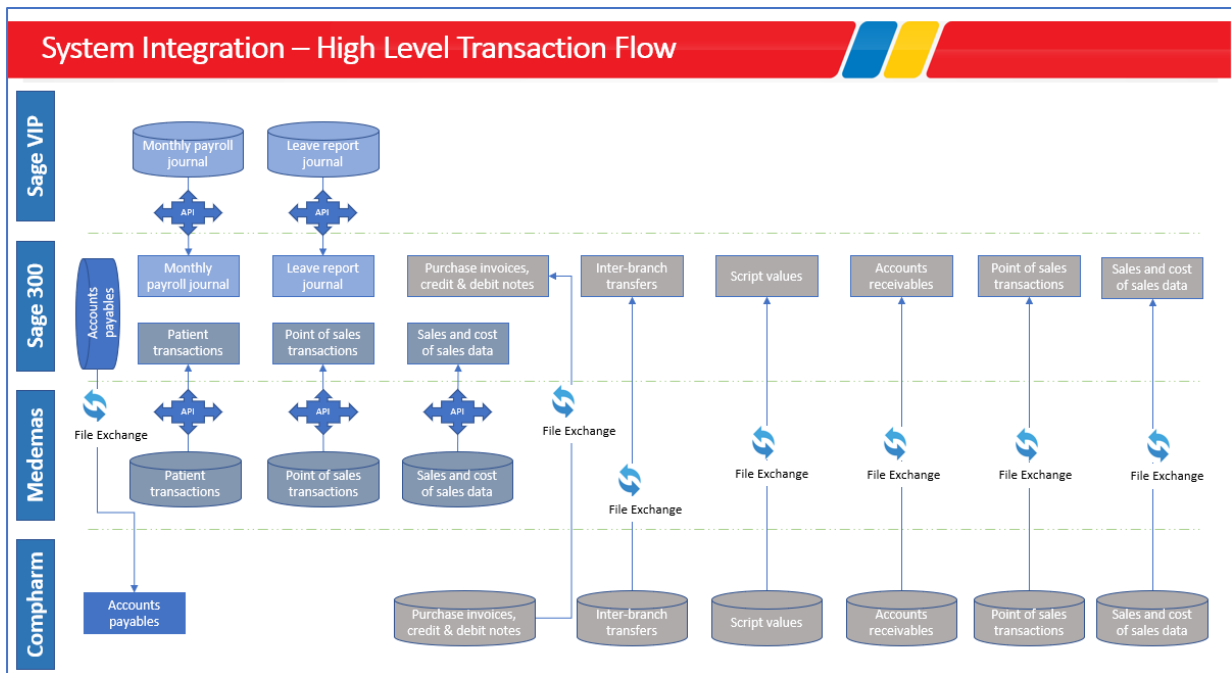 System Integration – High Level Transaction Flow
Sage VIP
Monthly payroll
journal
Leave report
journal
API
API
Sage 300
Accounts
payables
Monthly
payroll journal
Leave report
journal
Purchase invoices,
credit & debit notes
Inter-branch
transfers
Script values
Accounts
receivables
Point of sales
transactions
Sales and cost
of sales data
Patient
transactions
Point of sales
transactions
Sales and cost
of sales data
Medemas
File Exchange
API
API
API
File Exchange
File Exchange
File Exchange
File Exchange
File Exchange
File Exchange
Patient
transactions
Point of sales
transactions
Sales and cost
of sales data
Compharm
Accounts
payables
Purchase invoices,
credit & debit notes
Inter-branch
transfers
Script values
Accounts
receivables
Point of sales
transactions
Sales and cost
of sales data